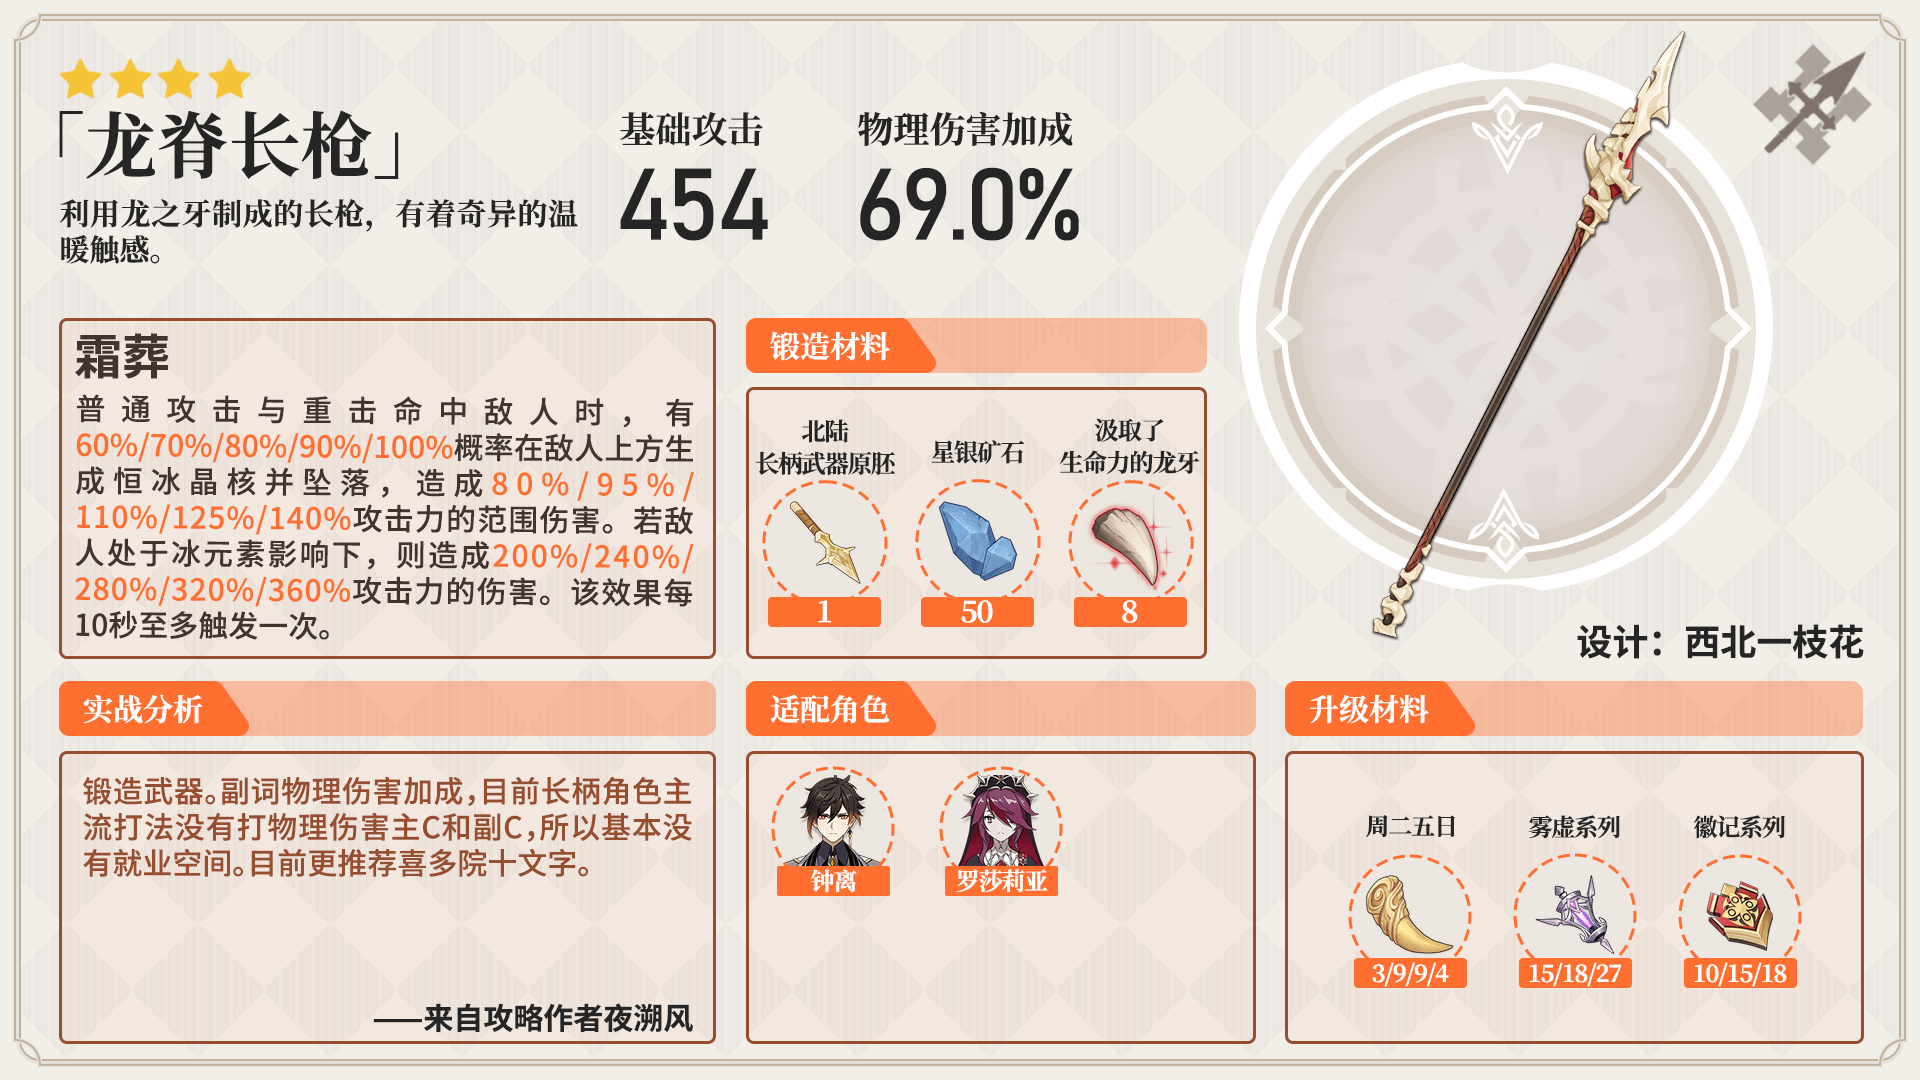 「龙脊长枪」
利用龙之牙制成的长枪，有着奇异的温
暖触感。
基础攻击
454
物理伤害加成
69.0%
霜葬
普通攻击与重击命中敌人时，有
60%/70%/80%/90%/100%概率在敌人上方生
成恒冰晶核并坠落，造成80%/95%/
110%/125%/140%攻击力的范围伤害。若敌
人处于冰元素影响下，则造成200%/240%/
280%/320%/360%攻击力的伤害。该效果每
10秒至多触发一次。
锻造材料
北陆
长柄武器原胚
1
星银矿石
50
汲取了
生命力的龙牙
8
设计：西北一枝花
实战分析
锻造武器。副词物理伤害加成，目前长柄角色主
流打法没有打物理伤害主C和副C，所以基本没
有就业空间。目前更推荐喜多院十文字。
——来自攻略作者夜溯风
适配角色
钟离
罗莎莉亚
升级材料
周二五日
3/9/9/4
雾虚系列
15/18/27
徽记系列
10/15/18